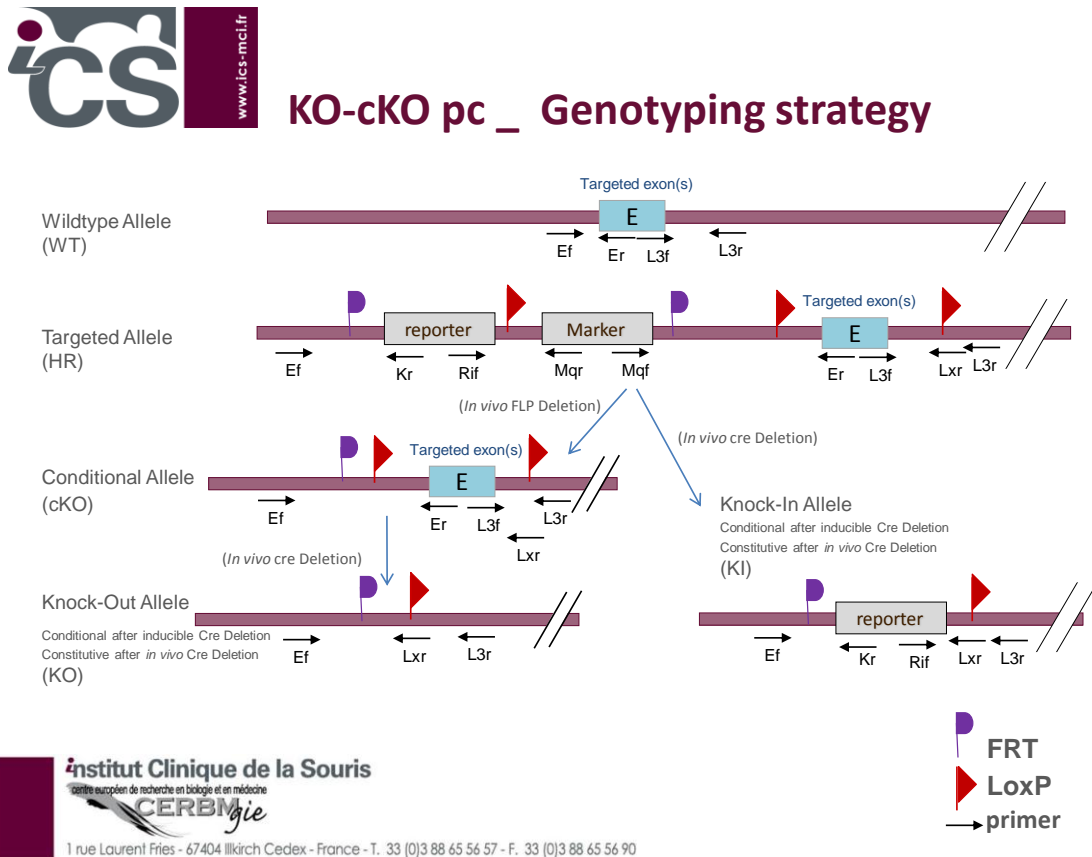 iCS
www.ics-mci.fr
KO-cKO pc _ Genotyping strategy
Wildtype Allele
(WT)
Targeted exon(s)
E
Ef
Er
L3f
L3r
Targeted Allele
(HR)
reporter
Marker
Targeted exon(s)
E
Ef
Kr
Rif
Mqr
Mqf
Er
L3f
Lxr
L3r
(In vivo FLP Deletion)
(In vivo cre Deletion)
Conditional Allele
(cKO)
Targeted exon(s)
E
Ef
Er
L3f
L3r
Lxr
(In vivo cre Deletion)
Knock-In Allele
Conditional after inducible Cre Deletion
Constitutive after in vivo Cre Deletion
(KI)
Knock-Out Allele
Conditional after inducible Cre Deletion
Constitutive after in vivo Cre Deletion
(KO)
Ef
Lxr
L3r
reporter
Ef
Kr
Rif
Lxr
L3r
FRT
LoxP
primer
institut Clinique de la Souris
centre européen de recherche en biologie et en médecine
CERBMgie
1 rue Laurent Fries - 67404 Illkirch Cedex - France - T. 33 (0)3 88 65 56 57 - F. 33 (0)3 88 65 56 90